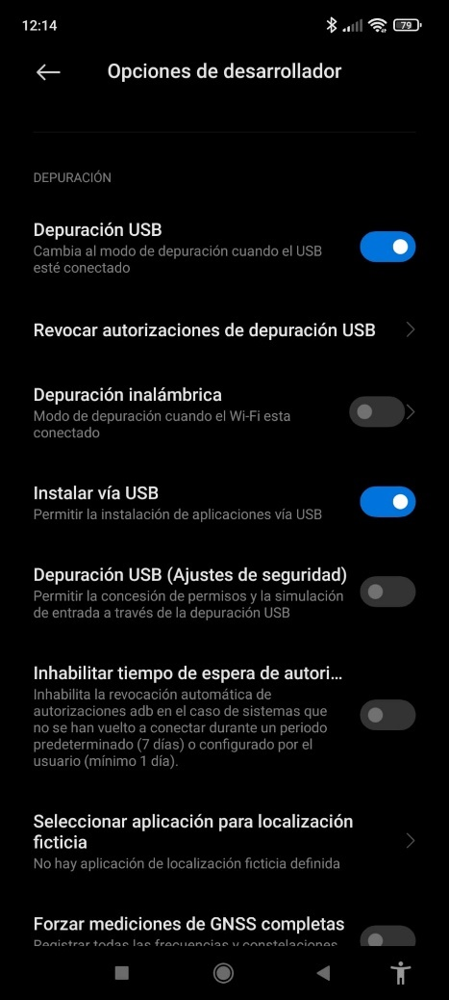 12:14
79
Opciones de desarrollador
DEPURACIÓN
Depuración USB
Cambia al modo de depuración cuando el USB
esté conectado
Revocar autorizaciones de depuración USB
Depuración inalámbrica
Modo de depuración cuando el Wi-Fi esta
conectado
Instalar vía USB
Permitir la instalación de aplicaciones vía USB
Depuración USB (Ajustes de seguridad)
Permitir la concesión de permisos y la simulación
de entrada a través de la depuración USB
Inhabilitar tiempo de espera de autori...
Inhabilita la revocación automática de
autorizaciones adb en el caso de sistemas que
no se han vuelto a conectar durante un periodo
predeterminado (7 días) o configurado por el
usuario (mínimo 1 día).
Seleccionar aplicación para localización
ficticia
No hay aplicación de localización ficticia definida
Forzar mediciones de GNSS completas
Registrar todas las frecuencias y constelaciones